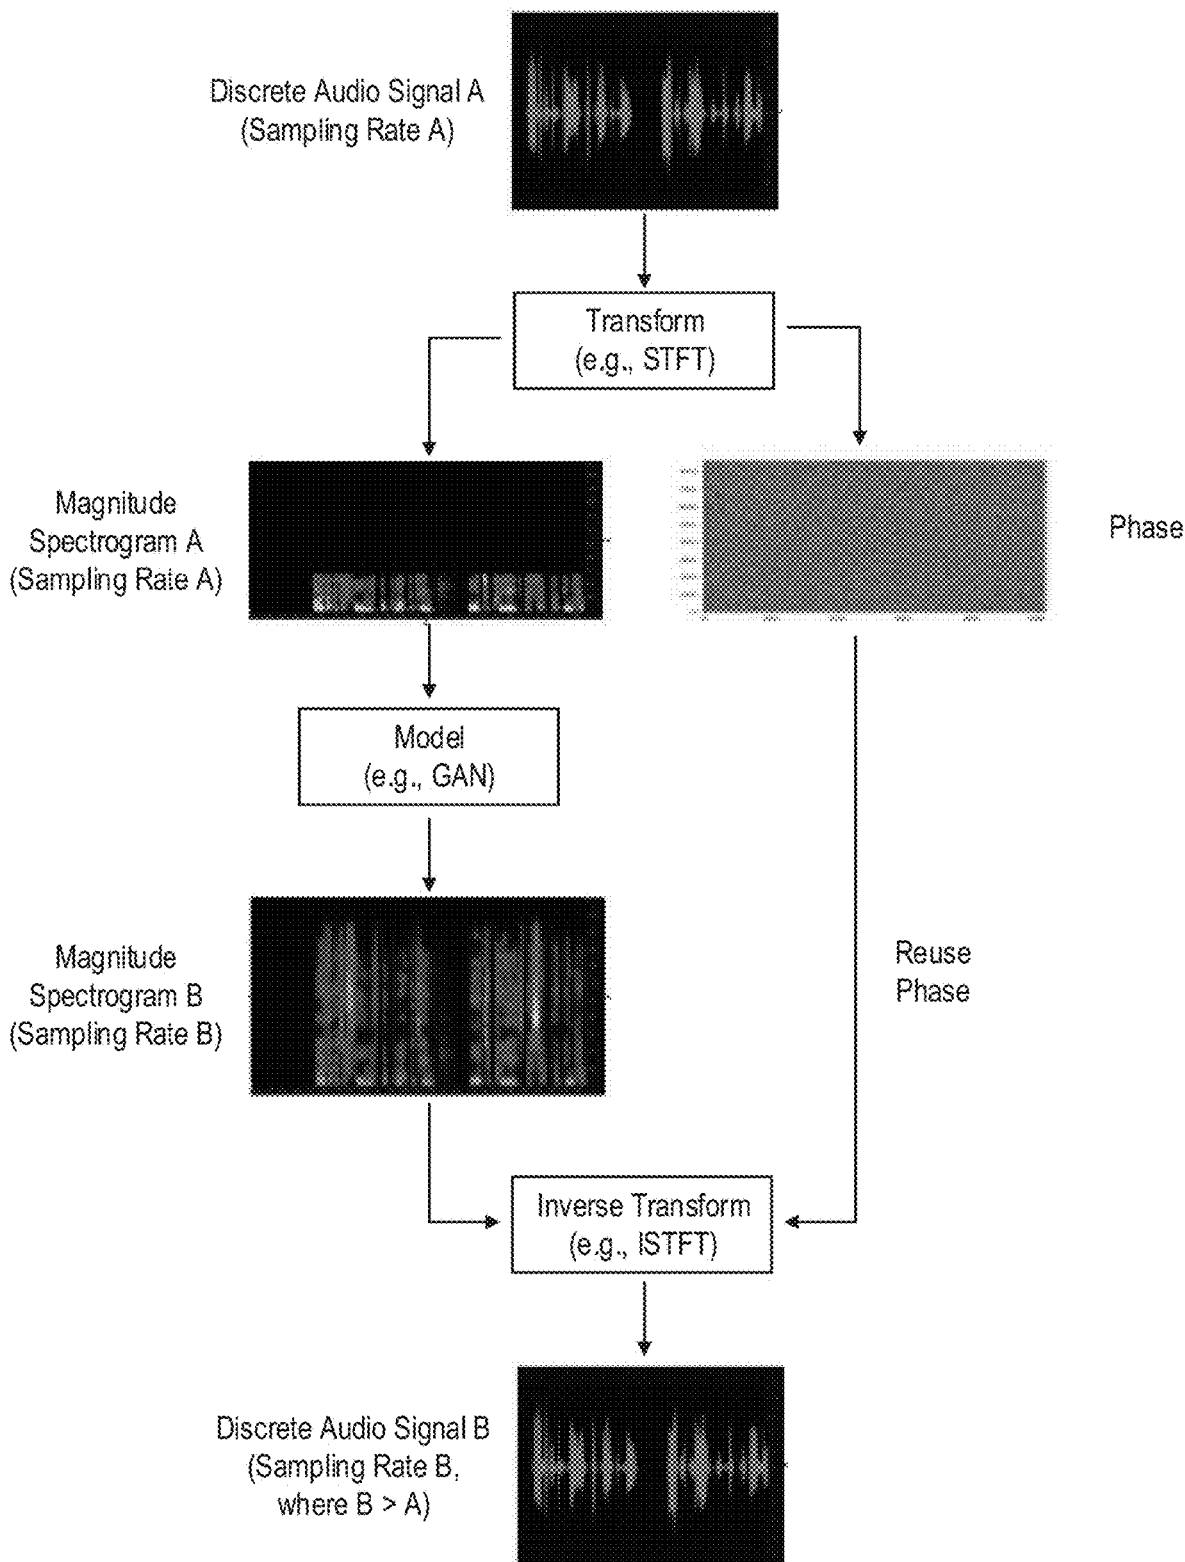 Discrete Audio Signal A
(Sampling Rate A)
Transform
(e.g., STFT)
Magnitude
Spectrogram A
(Sampling Rate A)
Phase
Model
(e.g., GAN)
Magnitude
Spectrogram B
(Sampling Rate B)
Reuse
Phase
Inverse Transform
(e.g., ISTFT)
Discrete Audio Signal B
(Sampling Rate B,
where B > A)